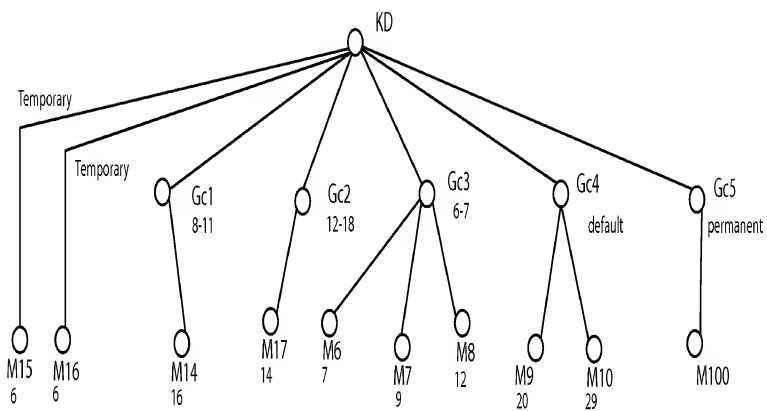 KD
Temporary
Temporary
Gc1
8-11
Gc2
12-18
Gc3
6-7
Gc4
default
Gc5
permanent
M15
6
M16
6
M14
16
M17
14
M6
7
M7
9
M8
12
M9
20
M10
29
M100